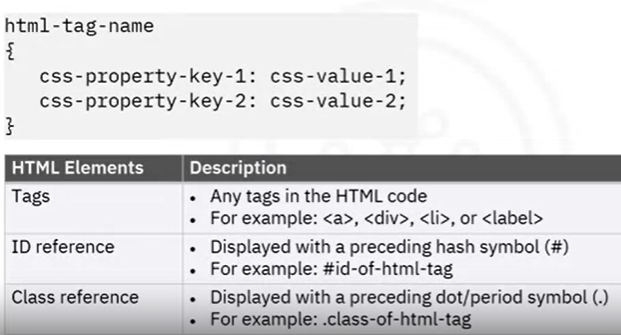 html-tag-name
{
css-property-key-1: css-value-1;
css-property-key-2: css-value-2;
}
HTML Elements Description
Tags • Any tags in the HTML code
• For example: <a>, <div>, <li>, or <label>
ID reference • Displayed with a preceding hash symbol (#)
• For example: #id-of-html-tag
Class reference • Displayed with a preceding dot/period symbol (.)
• For example: .class-of-html-tag